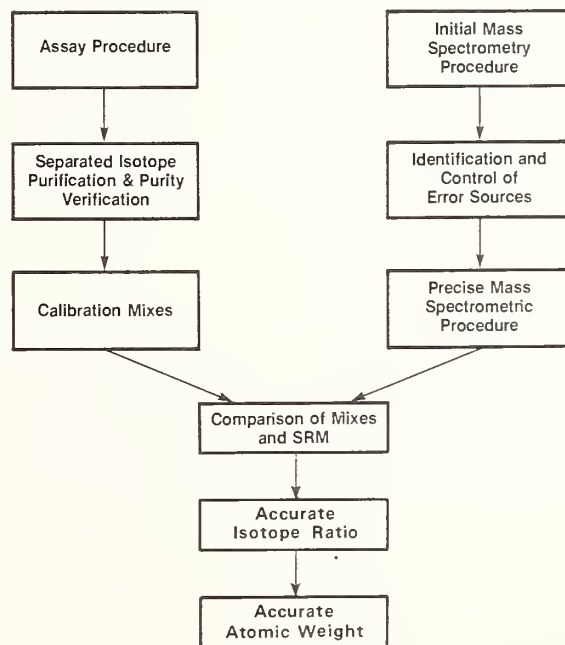 Assay Procedure
Separated Isotope
Purification & Purity
Verification
Calibration Mixes
Initial Mass
Spectrometry
Procedure
Identification and
Control of
Error Sources
Precise Mass
Spectrometric
Procedure
Comparison of Mixes
and SRM
Accurate
Isotope Ratio
Accurate
Atomic Weight